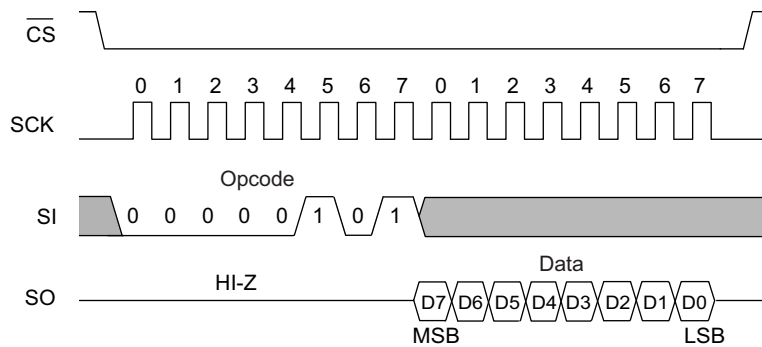 CS
0 1 2 3 4 5 6 7 0 1 2 3 4 5 6 7
SCK
Opcode
SI 0 0 0 0 0 1 0 1
Data
HI-Z
SO D7 D6 D5 D4 D3 D2 D1 D0
MSB LSB